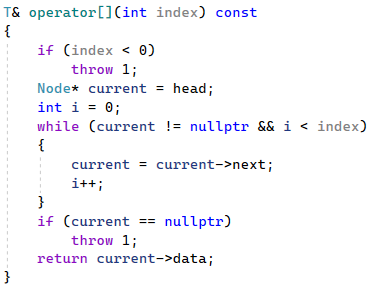 T& operator[](int index) const
{
    if (index < 0)
        throw 1;
    Node* current = head;
    int i = 0;
    while (current != nullptr && i < index)
    {
        current = current->next;
        i++;
    }
    if (current == nullptr)
        throw 1;
    return current->data;
}